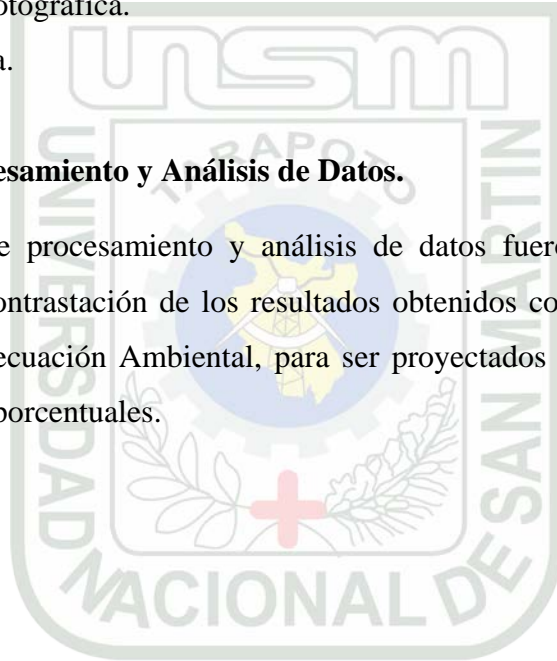 otográfica.
a.
unsm
TARAPOTO
UNIVERSIDAD NACIONAL DE SAN MARTIN
esamiento y Análisis de Datos.
e procesamiento y análisis de datos fuer
ontrastación de los resultados obtenidos co
ecuación Ambiental, para ser proyectados
porcentuales.